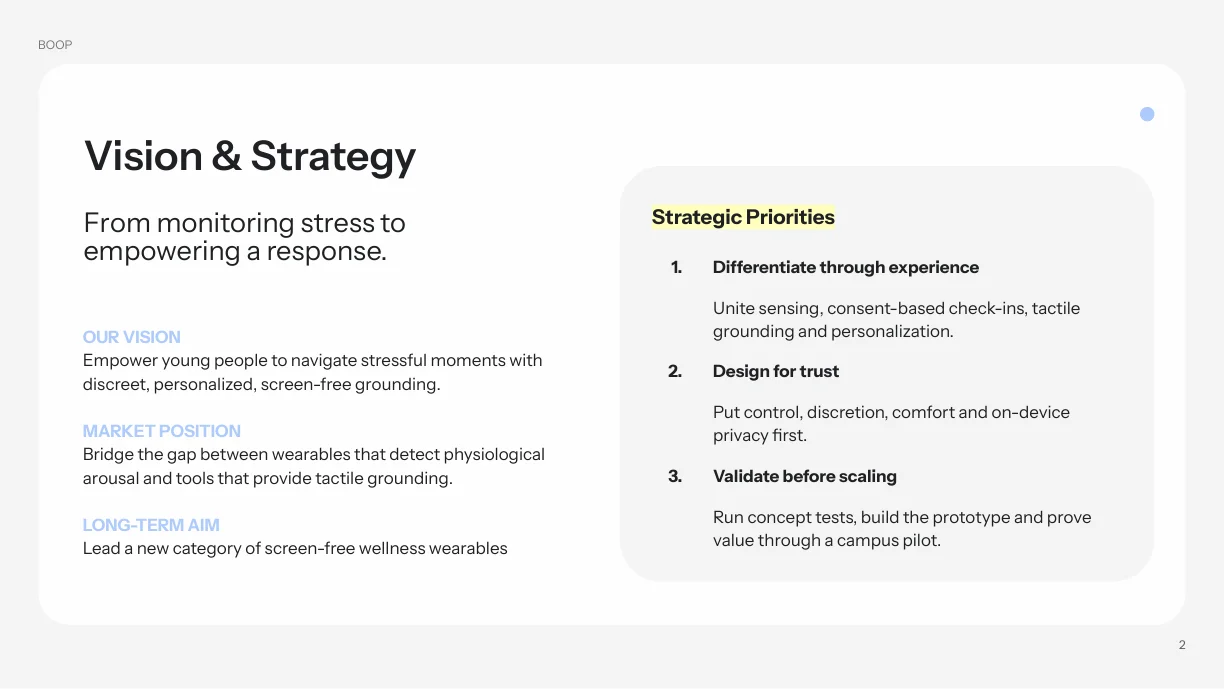 BOOP
Vision & Strategy
From monitoring stress to
empowering a response.
OUR VISION
Empower young people to navigate stressful moments with
discreet, personalized, screen-free grounding.
MARKET POSITION
Bridge the gap between wearables that detect physiological
arousal and tools that provide tactile grounding.
LONG-TERM AIM
Lead a new category of screen-free wellness wearables
Strategic Priorities
1. Differentiate through experience
Unite sensing, consent-based check-ins, tactile
grounding and personalization.
2. Design for trust
Put control, discretion, comfort and on-device
privacy first.
3. Validate before scaling
Run concept tests, build the prototype and prove
value through a campus pilot.
2